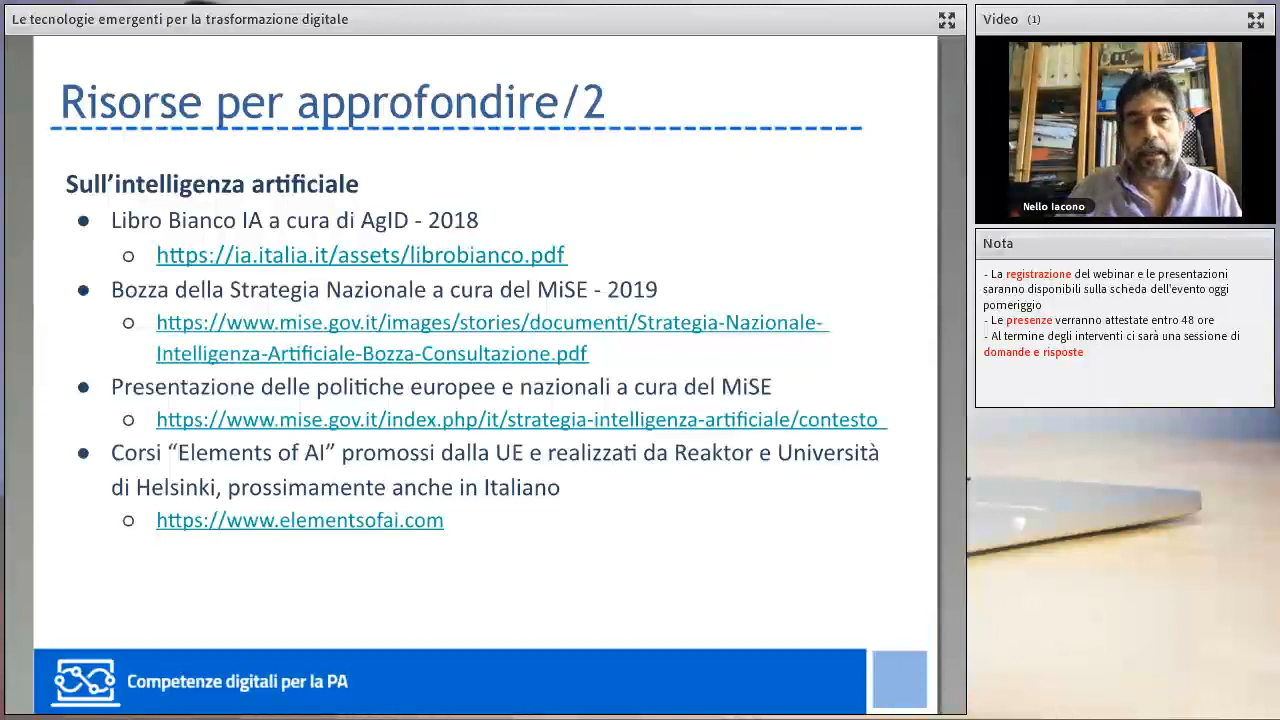 Le tecnologie emergenti per la trasformazione digitale
Risorse per approfondire/2
Sull'intelligenza artificiale
● Libro Bianco IA a cura di AgID - 2018
○ https://ia.italia.it/assets/librobianco.pdf
● Bozza della Strategia Nazionale a cura del MiSE - 2019
○ https://www.mise.gov.it/images/stories/documenti/Strategia-Nazionale-
Intelligenza-Artificiale-Bozza-Consultazione.pdf
● Presentazione delle politiche europee e nazionali a cura del MiSE
○ https://www.mise.gov.it/index.php/it/strategia-intelligenza-artificiale/contesto
● Corsi “Elements of AI” promossi dalla UE e realizzati da Reaktor e Università
di Helsinki, prossimamente anche in Italiano
○ https://www.elementsofai.com
Competenze digitali per la PA
Video (1)
Nello Iacono
Nota
- La registrazione del webinar e le presentazioni
saranno disponibili sulla scheda dell'evento oggi
pomeriggio
- Le presenze verranno attestate entro 48 ore
- Al termine degli interventi ci sarà una sessione di
domande e risposte